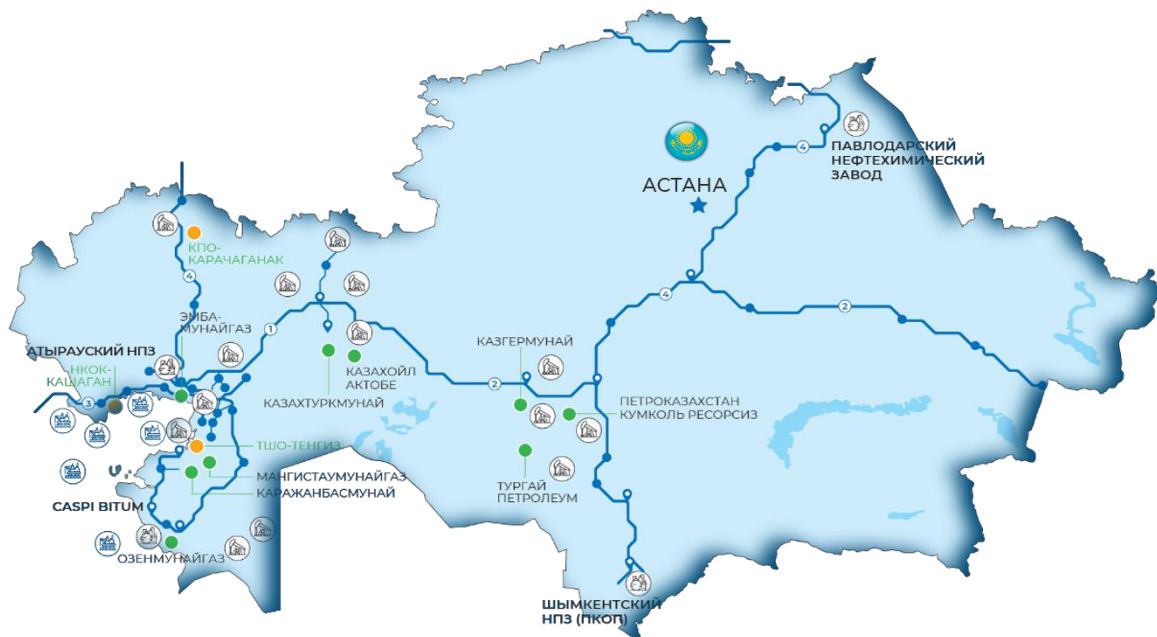 ПАВЛОДАРСКИЙ
НЕФТЕХИМИЧЕСКИЙ
ЗАВОД
4
АСТАНА
КПО-
КАРАЧАГАНАК
4
ЭМБА-
МУНАЙГАЗ
1
4
2
АТЫРАУСКИЙ НПЗ
НКОК-
КАШАГАН
3
КАЗАХОЙЛ
АКТОБЕ
КАЗАХТУРКМУНАЙ
КАЗГЕРМУНАЙ
2
ПЕТРОКАЗАХСТАН
КУМКОЛЬ РЕСОРСИЗ
ТШО-ТЕНГИЗ
МАНГИСТАУМУНАЙГАЗ
КАРАЖАНБАСМУНАЙ
ТУРГАЙ
ПЕТРОЛЕУМ
CASPI BITUM
ОЗЕНМУНАЙГАЗ
ШЫМКЕНТСКИЙ
НПЗ (ПКОП)